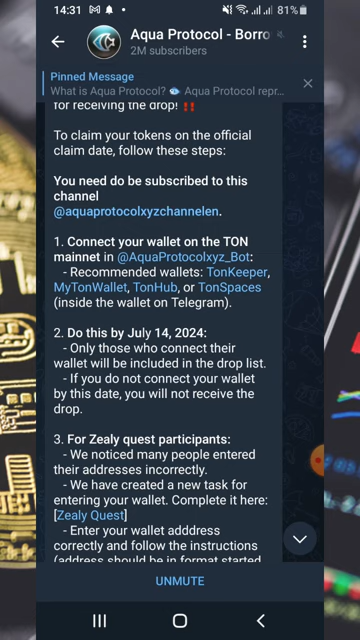 14:31
81%
Aqua Protocol - Borro
2M subscribers
Pinned Message
What is Aqua Protocol? 🐟 Aqua Protocol repr...
for receiving the drop! ‼️
To claim your tokens on the official
claim date, follow these steps:
You need do be subscribed to this
channel
@aquaprotocolxyzchannelen.
1. Connect your wallet on the TON
mainnet in @AquaProtocolxyz_Bot:
- Recommended wallets: TonKeeper,
MyTonWallet, TonHub, or TonSpaces
(inside the wallet on Telegram).
2. Do this by July 14, 2024:
- Only those who connect their
wallet will be included in the drop list.
- If you do not connect your wallet
by this date, you will not receive the
drop.
3. For Zealy quest participants:
- We noticed many people entered
their addresses incorrectly.
- We have created a new task for
entering your wallet. Complete it here:
[Zealy Quest]
- Enter your wallet adddress
correctly and follow the instructions
(address should be in format started
UNMUTE